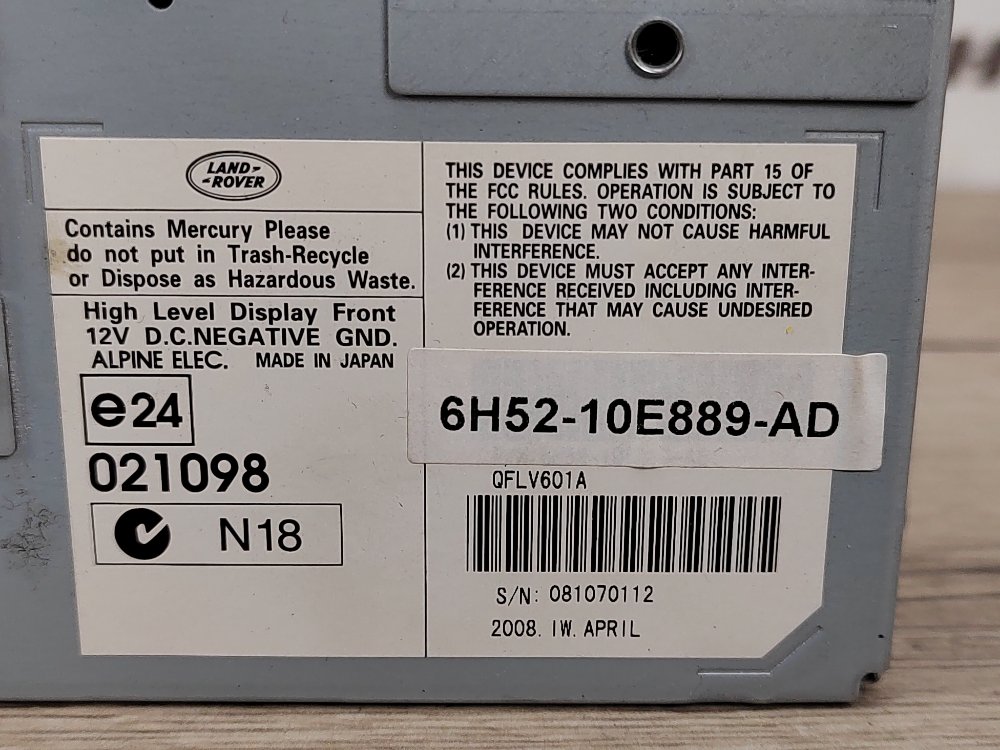 LAND-
-ROVER
Contains Mercury Please
do not put in Trash-Recycle
or Dispose as Hazardous Waste.
High Level Display Front
12V D.C.NEGATIVE GND.
ALPINE ELEC. MADE IN JAPAN
e24
021098
N18
THIS DEVICE COMPLIES WITH PART 15 OF
THE FCC RULES. OPERATION IS SUBJECT TO
THE FOLLOWING TWO CONDITIONS:
(1) THIS DEVICE MAY NOT CAUSE HARMFUL
INTERFERENCE.
(2) THIS DEVICE MUST ACCEPT ANY INTER-
FERENCE RECEIVED INCLUDING INTER-
FERENCE THAT MAY CAUSE UNDESIRED
OPERATION.
6H52-10E889-AD
QFLV601A
S/N: 081070112
2008. 1W. APRIL